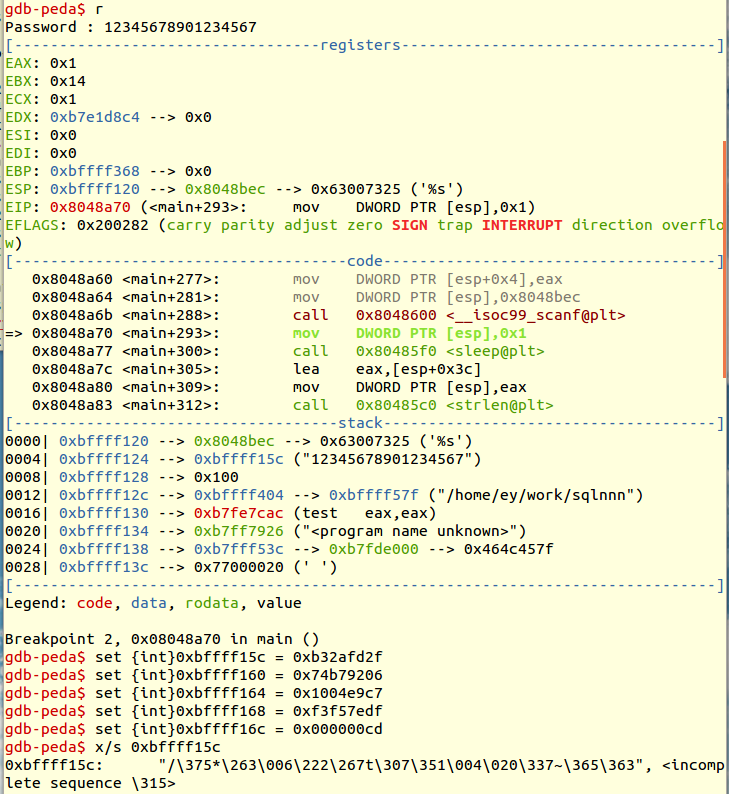 gdb-peda$ r
Password : 12345678901234567
[----------------------------------registers-----------------------------------]
EAX: 0x1
EBX: 0x14
ECX: 0x1
EDX: 0xb7e1d8c4 --> 0x0
ESI: 0x0
EDI: 0x0
EBP: 0xbffff368 --> 0x0
ESP: 0xbffff120 --> 0x8048bec --> 0x63007325 ('%s')
EIP: 0x8048a70 (<main+293>:     mov    DWORD PTR [esp],0x1)
EFLAGS: 0x200282 (carry parity adjust zero SIGN trap INTERRUPT direction overflo
w)
[-------------------------------------code-------------------------------------]
   0x8048a60 <main+277>:        mov    DWORD PTR [esp+0x4],eax
   0x8048a64 <main+281>:        mov    DWORD PTR [esp],0x8048bec
   0x8048a6b <main+288>:        call   0x8048600 <__isoc99_scanf@plt>
=> 0x8048a70 <main+293>:        mov    DWORD PTR [esp],0x1
   0x8048a77 <main+300>:        call   0x80485f0 <sleep@plt>
   0x8048a7c <main+305>:        lea    eax,[esp+0x3c]
   0x8048a80 <main+309>:        mov    DWORD PTR [esp],eax
   0x8048a83 <main+312>:        call   0x80485c0 <strlen@plt>
[------------------------------------stack-------------------------------------]
0000| 0xbffff120 --> 0x8048bec --> 0x63007325 ('%s')
0004| 0xbffff124 --> 0xbffff15c ("12345678901234567")
0008| 0xbffff128 --> 0x100
0012| 0xbffff12c --> 0xbffff404 --> 0xbffff57f ("/home/ey/work/sqlnnn")
0016| 0xbffff130 --> 0xb7fe7cac (test   eax,eax)
0020| 0xbffff134 --> 0xb7ff7926 ("<program name unknown>")
0024| 0xbffff138 --> 0xb7fff53c --> 0xb7fde000 --> 0x464c457f
0028| 0xbffff13c --> 0x77000020 (' ')
[------------------------------------------------------------------------------]
Legend: code, data, rodata, value

Breakpoint 2, 0x08048a70 in main ()
gdb-peda$ set {int}0xbffff15c = 0xb32afd2f
gdb-peda$ set {int}0xbffff160 = 0x74b79206
gdb-peda$ set {int}0xbffff164 = 0x1004e9c7
gdb-peda$ set {int}0xbffff168 = 0xf3f57edf
gdb-peda$ set {int}0xbffff16c = 0x000000cd
gdb-peda$ x/s 0xbffff15c
0xbffff15c:      "/\375*\263\006\222\267t\307\351\004\020\337~\365\363", <incomp
lete sequence \315>